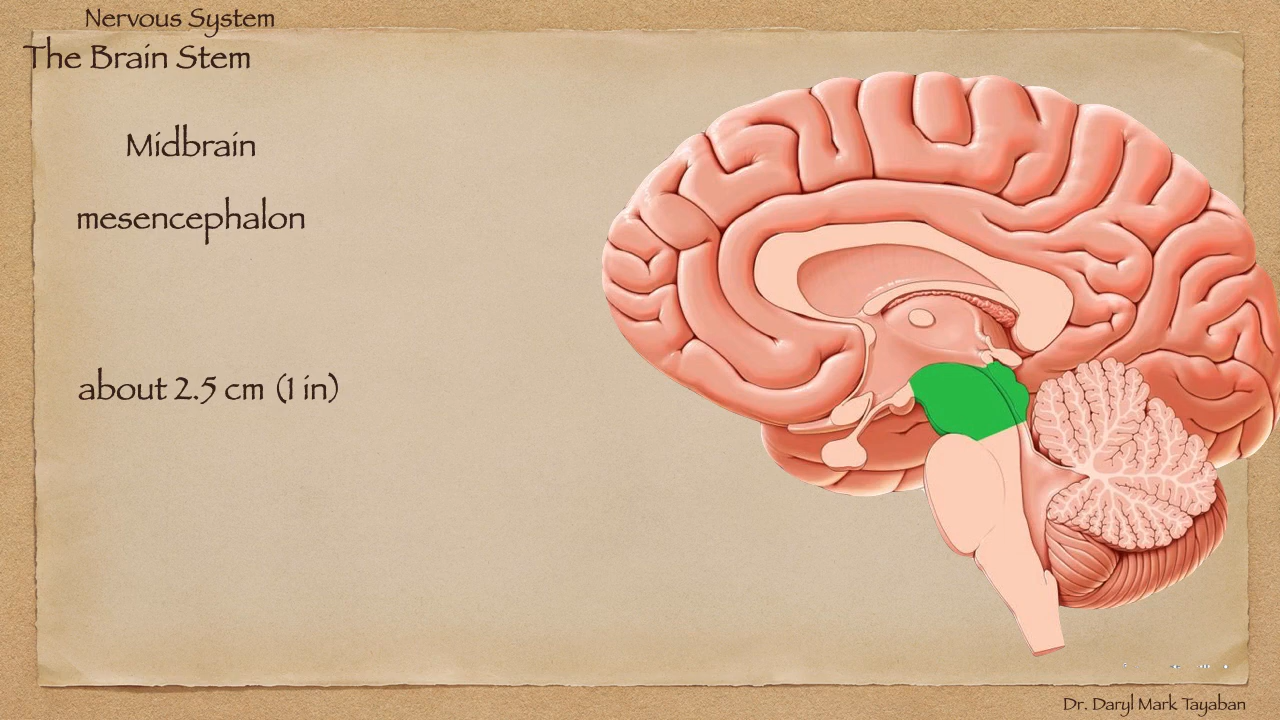 Nervous System
The Brain Stem
Midbrain
mesencephalon
about 2.5 cm (1 in)
Dr. Daryl Mark Tayaban